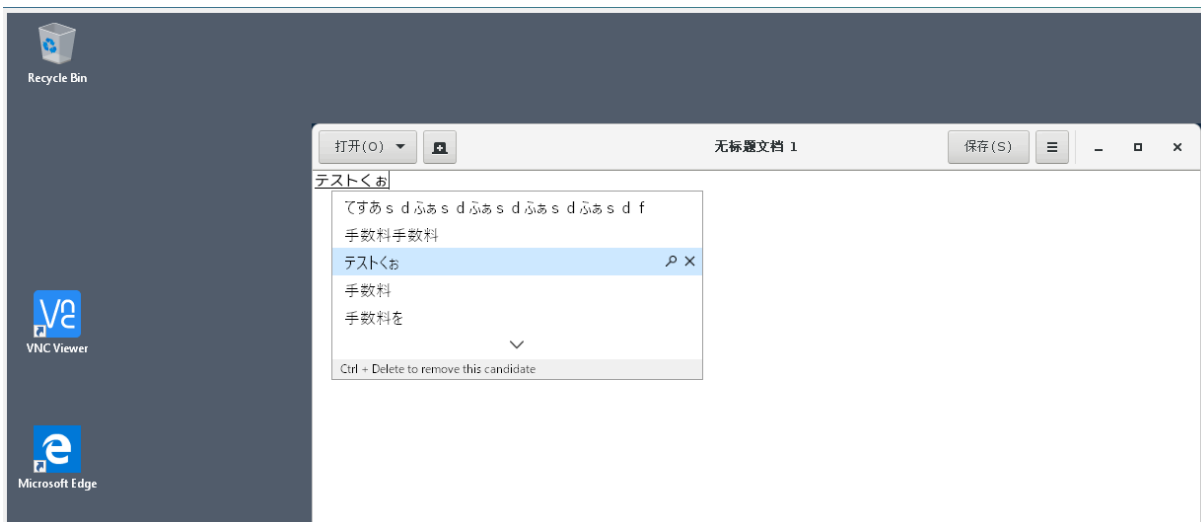 Recycle Bin
打开(O)
无标题文档 1
保存(S)
テストくぉ
てすあｓｄふぁｓｄふぁｓｄふぁｓｄふぁｓｄｆ
手数料手数料
テストくぉ
手数料
手数料を
Ctrl + Delete to remove this candidate
VNC Viewer
Microsoft Edge